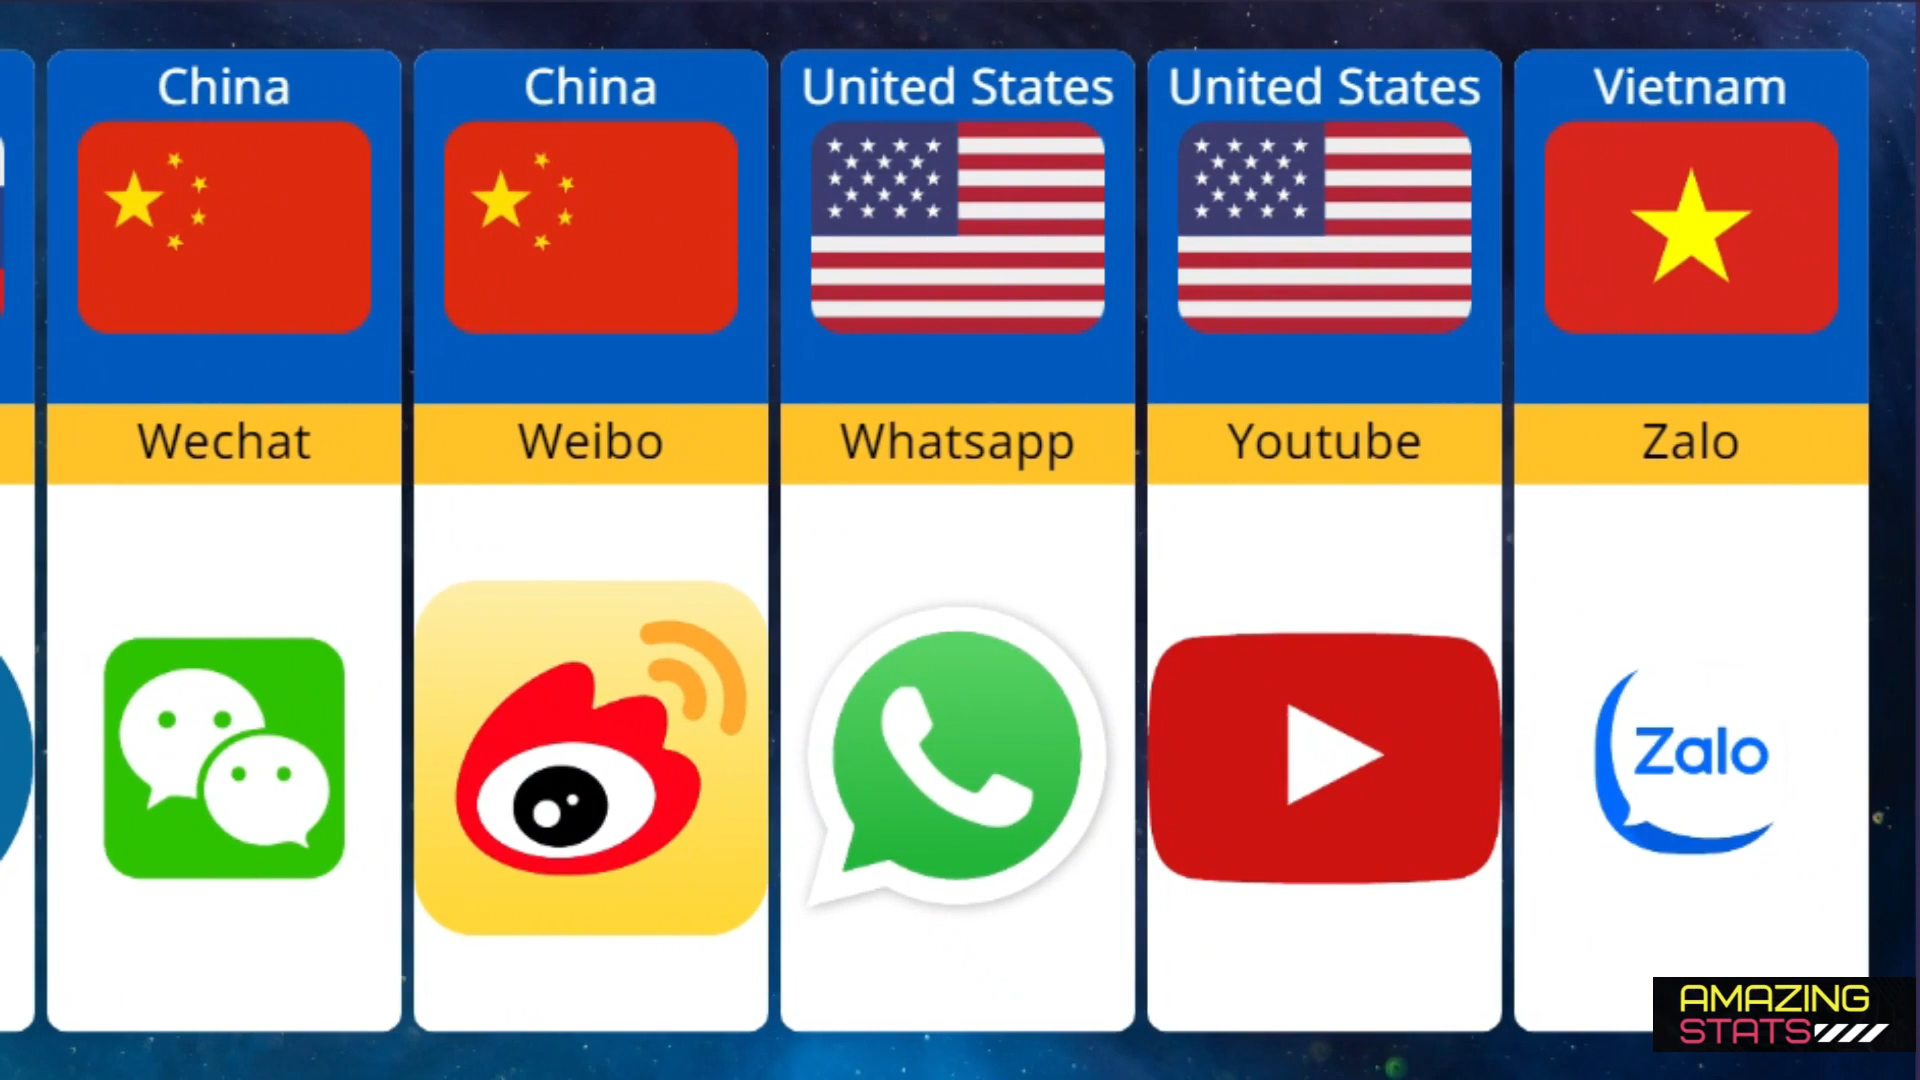 China
China
United States
United States
Vietnam
Wechat
Weibo
Whatsapp
Youtube
Zalo
Zalo
AMAZING
STATS